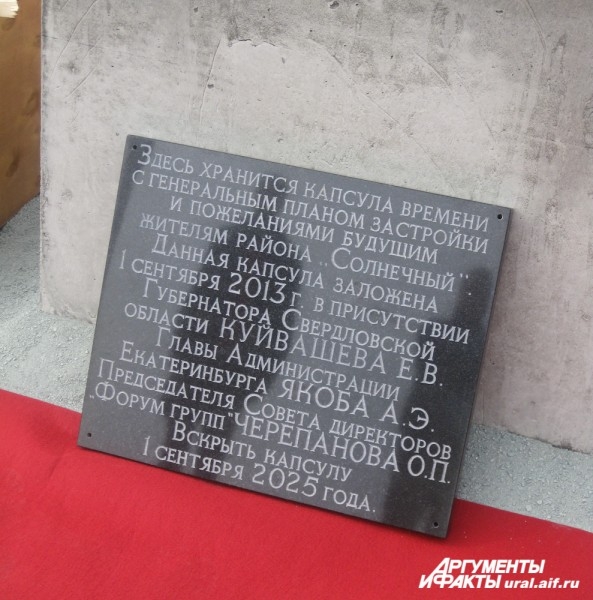 Здесь хранится капсула времени
с генеральным планом застройки
и пожеланиями будущим
жителям района „Солнечный“.
Данная капсула заложена
1 сентября 2013 г. в присутствии
Губернатора Свердловской
области КУЙВАШЕВА Е.В.
Главы Администрации
Екатеринбурга ЯКОБА А.Э.
Председателя Совета директоров
„Форум групп“ ЧЕРЕПАНОВА О.П.
Вскрыть капсулу
1 сентября 2025 года.
АРГУМЕНТЫ
И ФАКТЫ ural.aif.ru